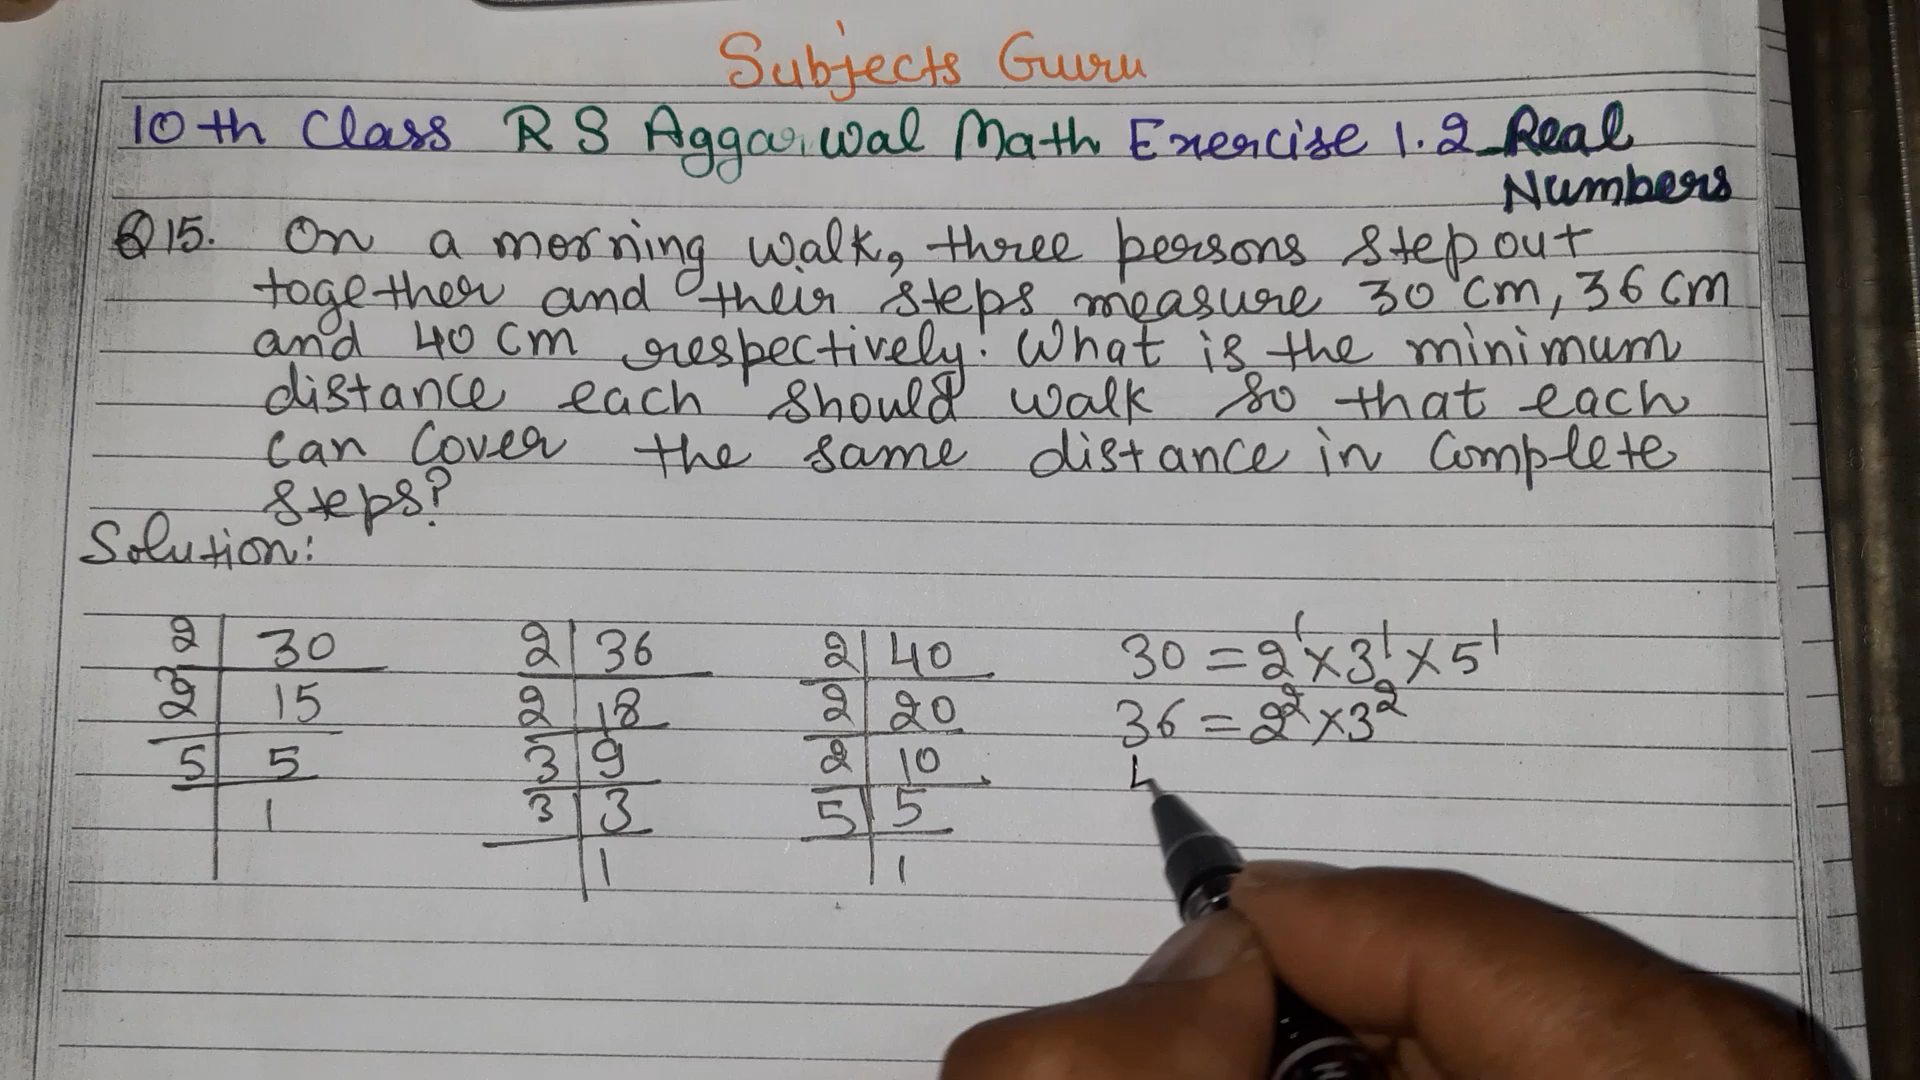 Subjects Guru
10th Class R S Aggarwal Math Exercise 1.2 Real
Numbers
Q15. On a morning walk, three persons step out
together and their steps measure 30 cm, 36 cm
and 40 cm respectively. What is the minimum
distance each should walk so that each
can cover the same distance in complete
steps?
Solution:
2 | 30
3 | 15
5 | 5
1
2 | 36
2 | 18
3 | 9
3 | 3
1
2 | 40
2 | 20
2 | 10
5 | 5
1
30 = 2¹ × 3¹ × 5¹
36 = 2² × 3²